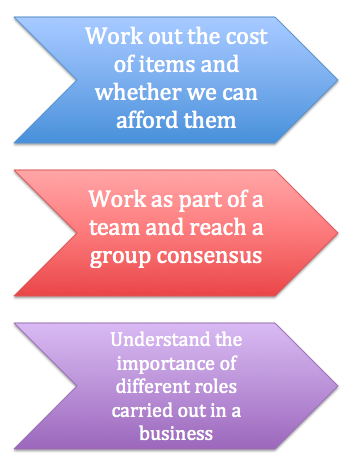 Work out the cost
of items and
whether we can
afford them
Work as part of a
team and reach a
group consensus
Understand the
importance of
different roles
carried out in a
business